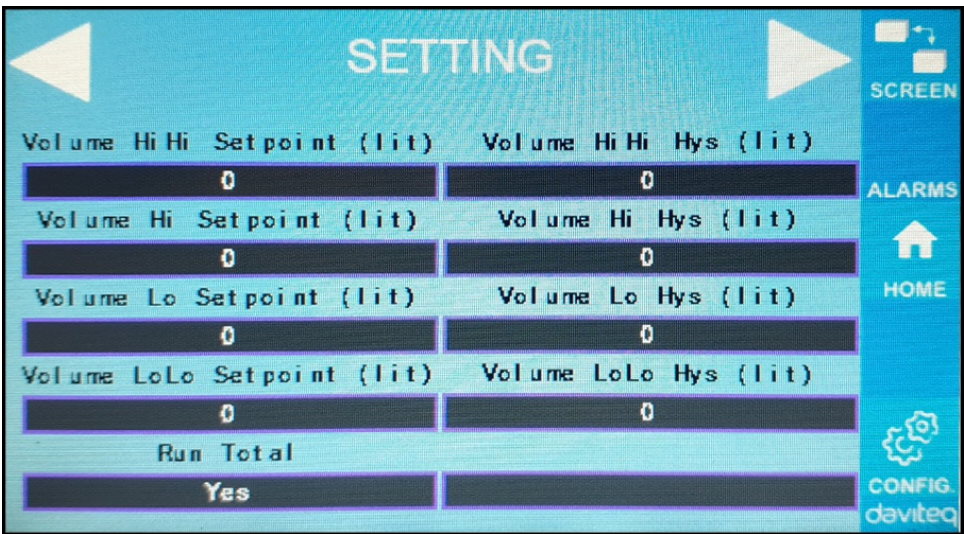 SETTING
SCREEN
Volume HiHi Setpoint (lit) Volume HiHi Hys (lit)
0 0
ALARMS
Volume Hi Setpoint (lit) Volume Hi Hys (lit)
0 0
HOME
Volume Lo Setpoint (lit) Volume Lo Hys (lit)
0 0
Volume LoLo Setpoint (lit) Volume LoLo Hys (lit)
0 0
Run Total
Yes
CONFIG.
daviteq